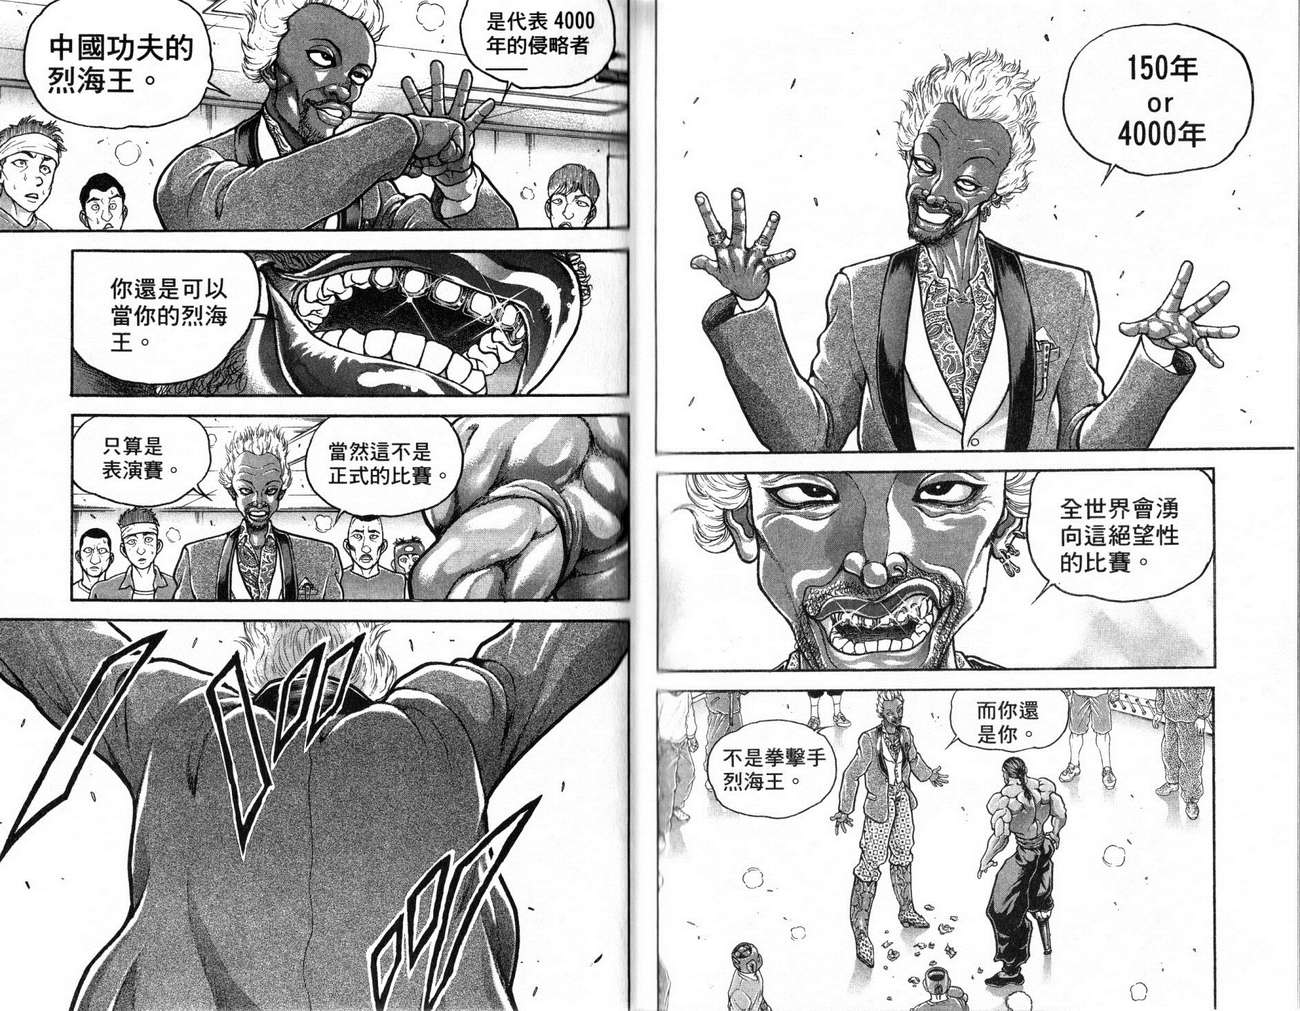 150年
or
4000年
全世界會湧
向這絕望性
的比賽。
而你還
是你。
不是拳擊手
烈海王。
是代表 4000
年的侵略者
——
中國功夫的
烈海王。
你還是可以
當你的烈海
王。
當然這不是
正式的比賽。
只算是
表演賽。